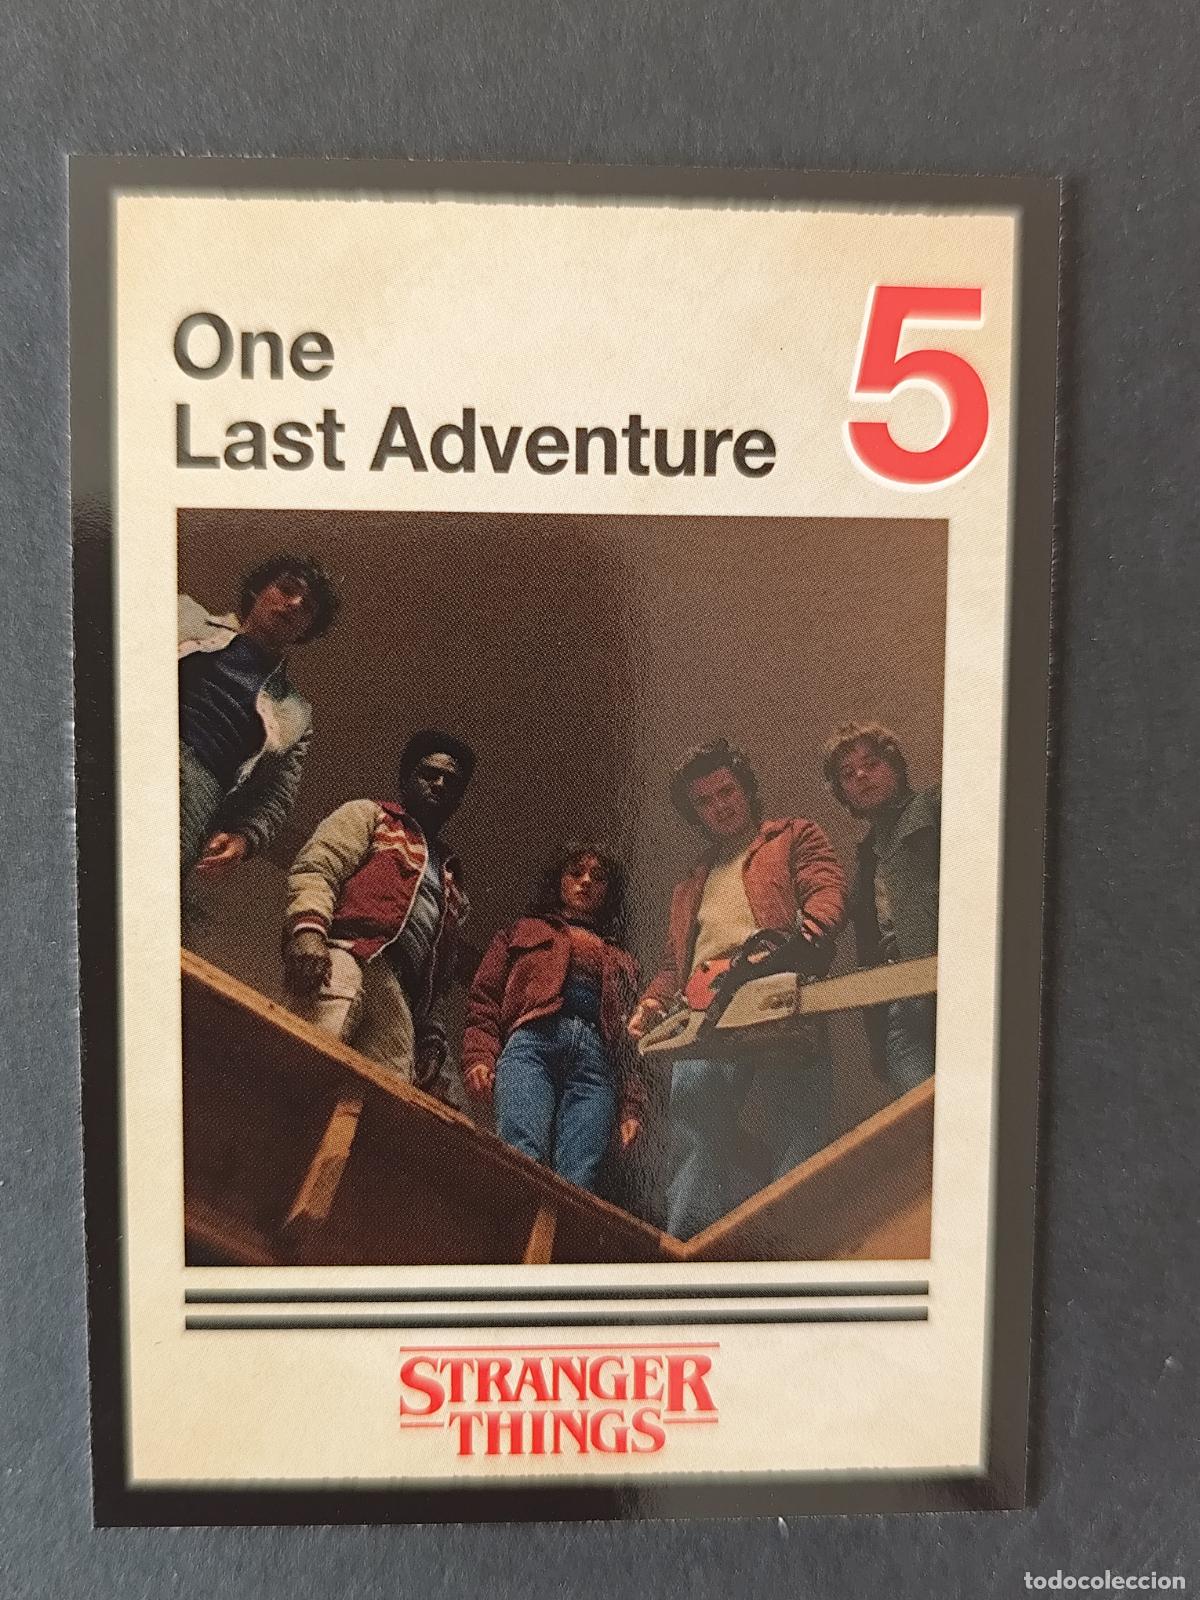 One
Last Adventure
5
STRANGER
THINGS
todocoleccion